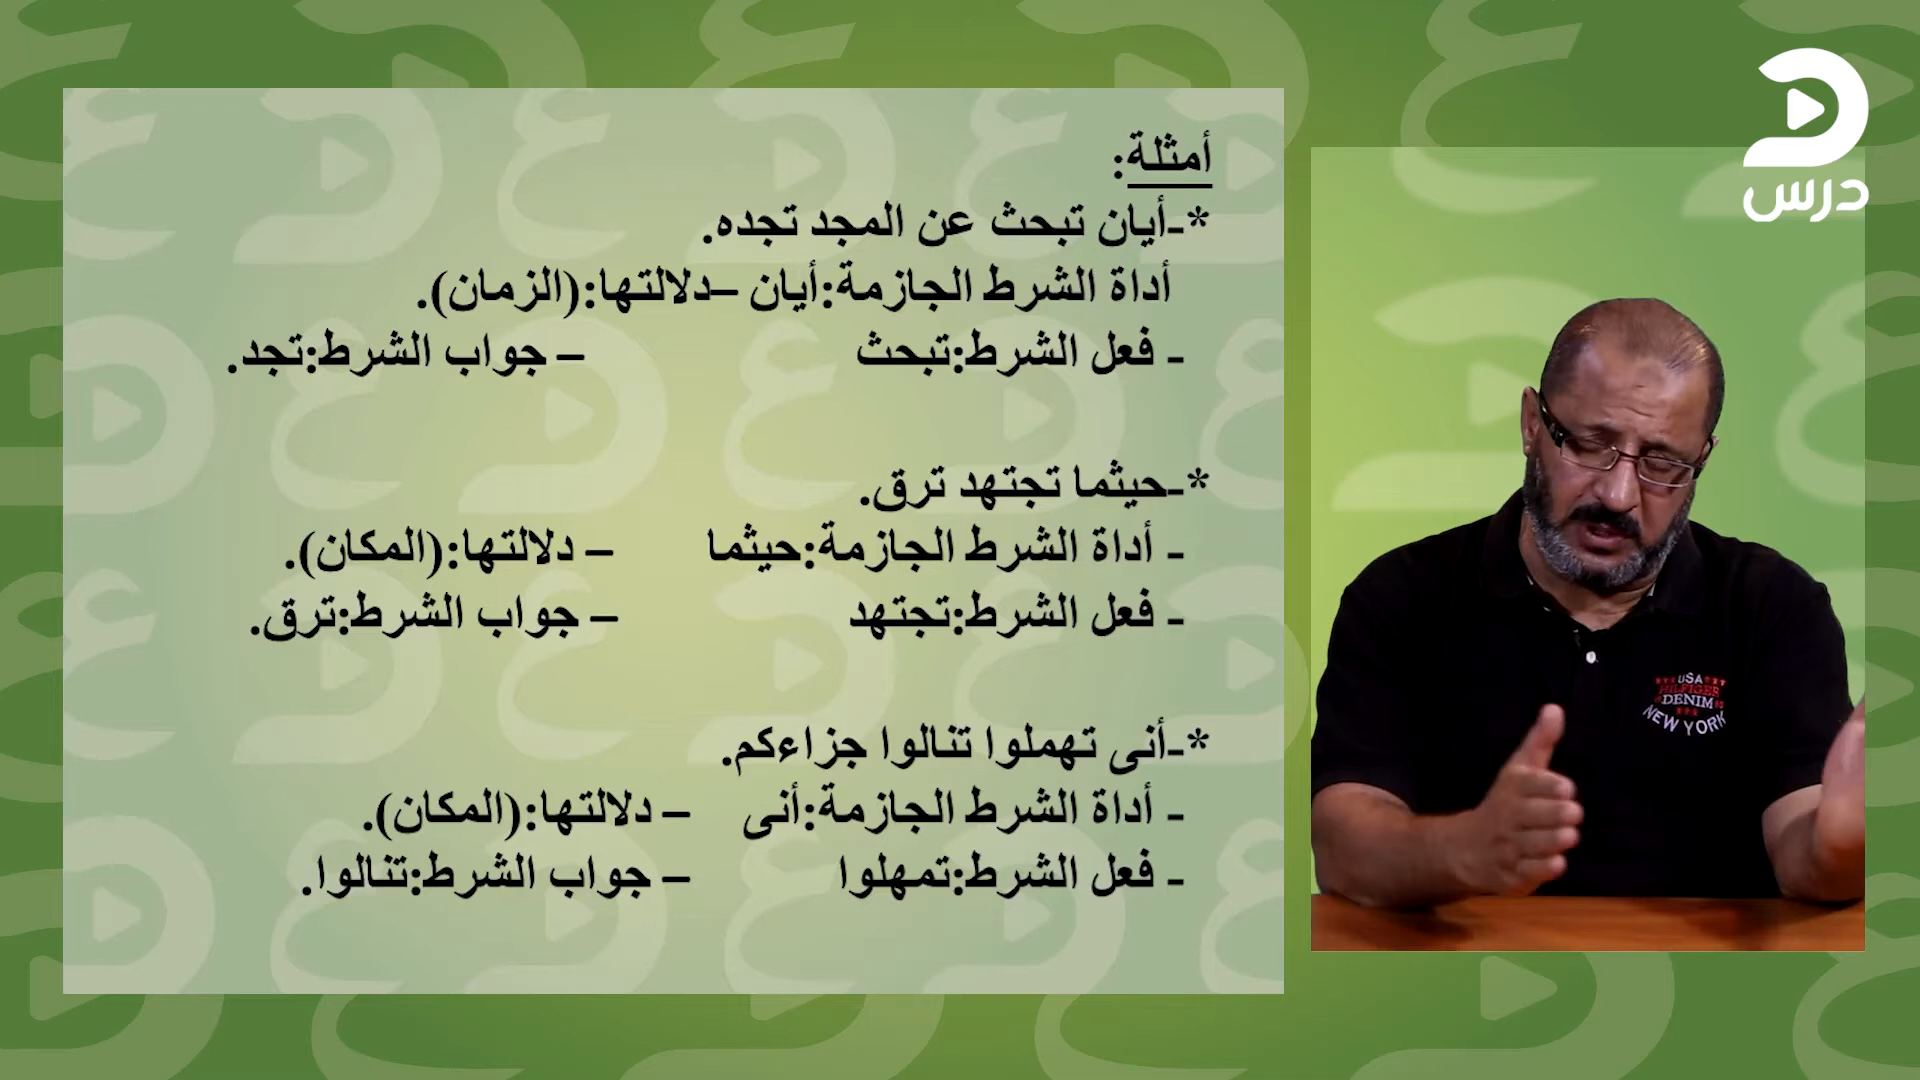 أمثلة:
*-أيان تبحث عن المجد تجده.
أداة الشرط الجازمة:أيان –دلالتها:(الزمان).
- فعل الشرط:تبحث – جواب الشرط:تجد.
*-حيثما تجتهد ترق.
- أداة الشرط الجازمة:حيثما – دلالتها:(المكان).
- فعل الشرط:تجتهد – جواب الشرط:ترق.
*-أنى تهملوا تنالوا جزاءكم.
- أداة الشرط الجازمة:أنى – دلالتها:(المكان).
- فعل الشرط:تمهلوا – جواب الشرط:تنالوا.
درس
USA
HILFIGER
DENIM
NEW YORK